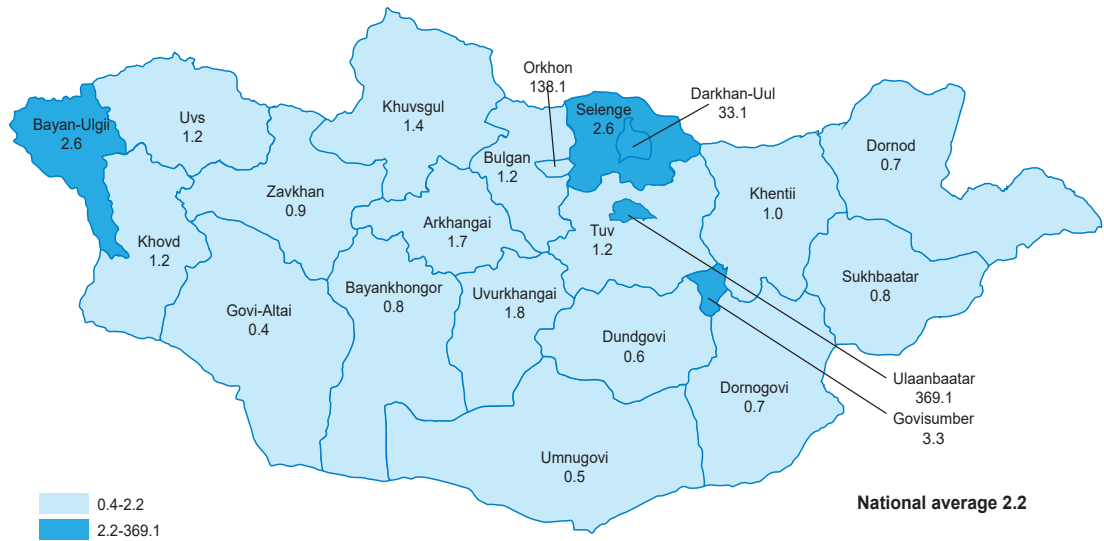 Orkhon
138.1
Darkhan-Uul
33.1
Bayan-Ulgii
2.6
Uvs
1.2
Khuvsgul
1.4
Selenge
2.6
Bulgan
1.2
Dornod
0.7
Zavkhan
0.9
Khentii
1.0
Arkhangai
1.7
Tuv
1.2
Khovd
1.2
Sukhbaatar
0.8
Bayankhongor
0.8
Uvurkhangai
1.8
Govi-Altai
0.4
Dundgovi
0.6
Ulaanbaatar
369.1
Dornogovi
0.7
Govisumber
3.3
Umnugovi
0.5
0.4-2.2
2.2-369.1
National average 2.2